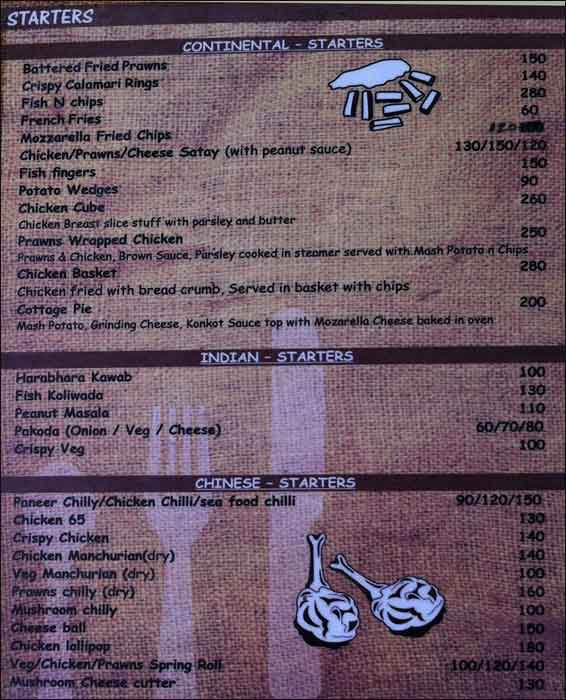 STARTERS
CONTINENTAL - STARTERS
Battered Fried Prawns 150
Crispy Calamari Rings 140
Fish N chips 280
French Fries 60
Mozzarella Fried Chips
Chicken/Prawns/Cheese Satay (with peanut sauce) 130/150/120
Fish fingers 150
Potato Wedges 90
Chicken Cube 260
Chicken Breast slice stuff with parsley and butter
Prawns Wrapped Chicken 250
Prawns & Chicken, Brown Sauce, Parsley cooked in steamer served with Mash Potato n Chips
Chicken Basket 280
Chicken fried with bread crumb, Served in basket with chips
Cottage Pie 200
Mash Potato, Grinding Cheese, Konkot Sauce top with Mozarella Cheese baked in oven
INDIAN - STARTERS
Harabhara Kawab 100
Fish Koliwada 130
Peanut Masala 110
Pakoda (Onion / Veg / Cheese) 60/70/80
Crispy Veg 100
CHINESE - STARTERS
Paneer Chilly/Chicken Chilli/sea food chilli 90/120/150
Chicken 65 130
Crispy Chicken 140
Chicken Manchurian(dry) 140
Veg Manchurian (dry) 100
Prawns chilly (dry) 160
Mushroom chilly 100
Cheese ball 150
Chicken lollipop 180
Veg/Chicken/Prawns Spring Roll 100/120/140
Mushroom Cheese cutter 130